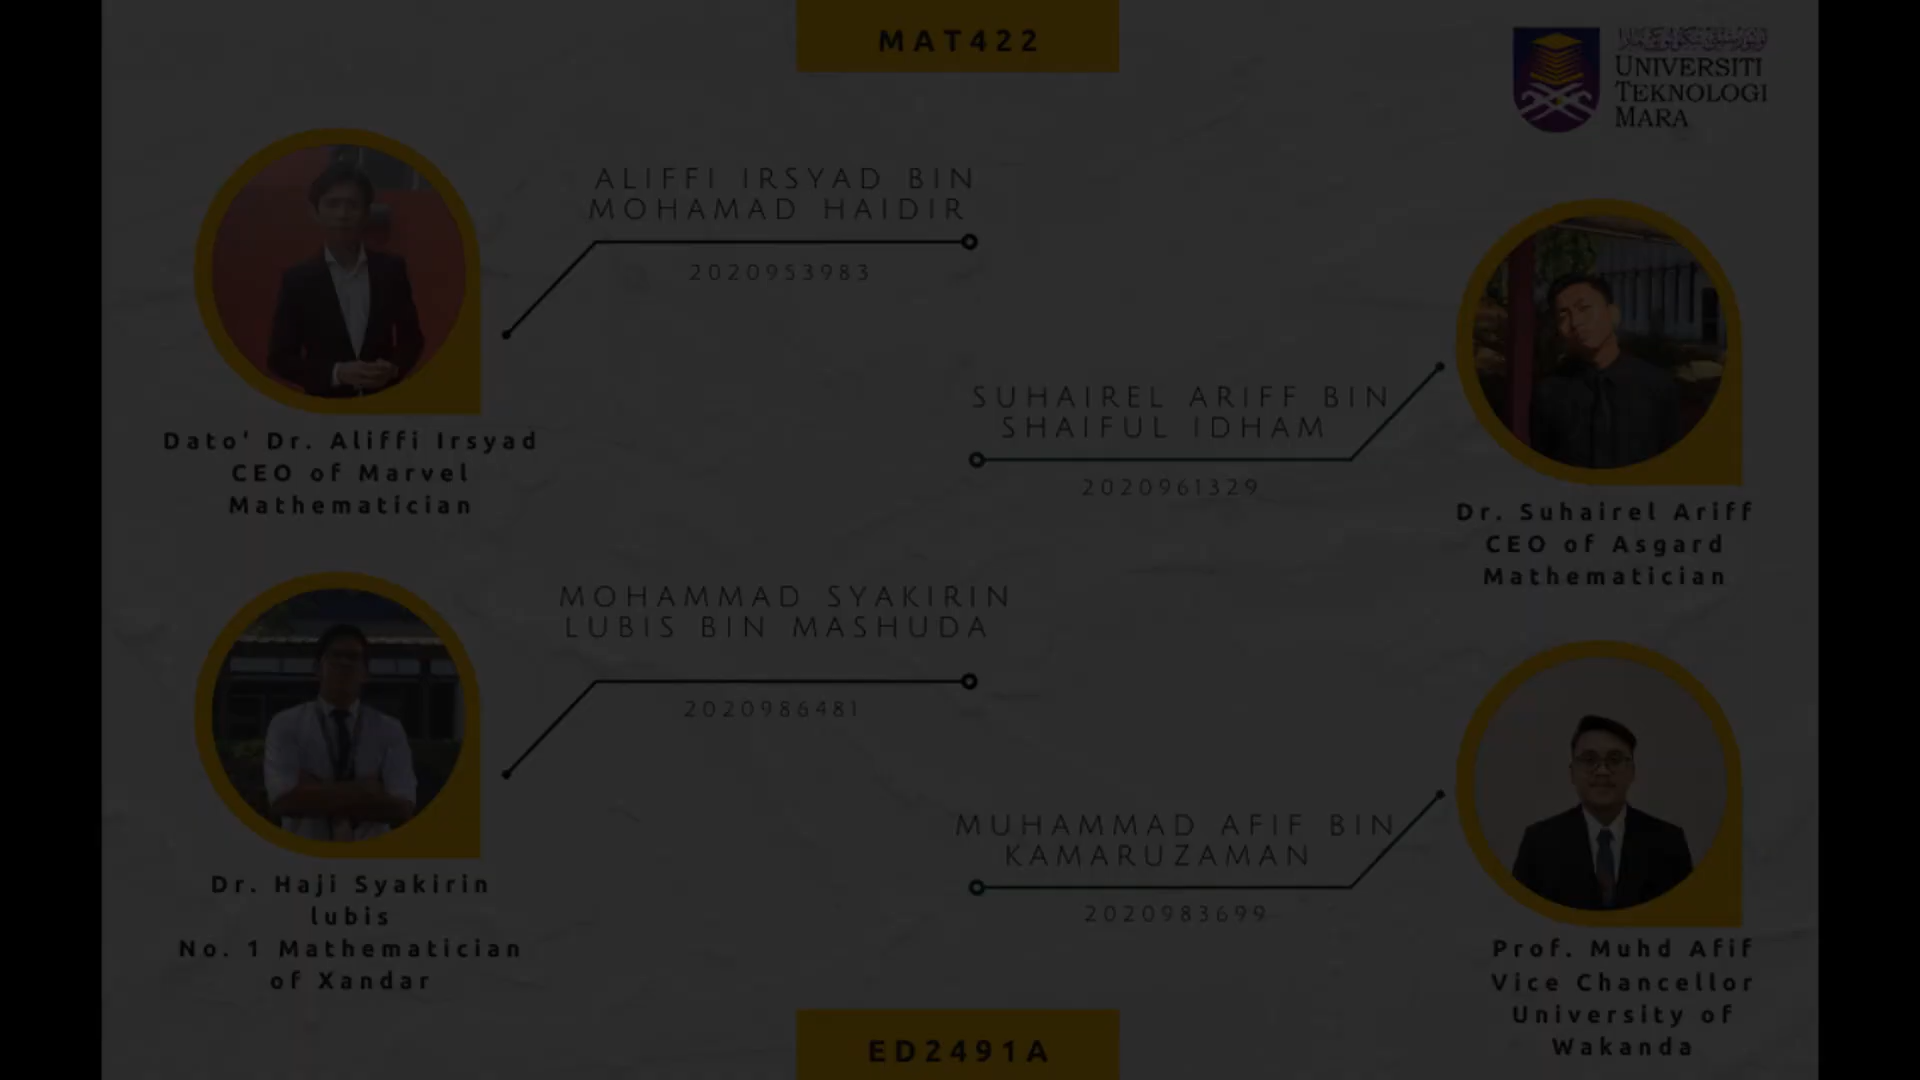 MAT422
UNIVERSITI
TEKNOLOGI
MARA
ALIFFI IRSYAD BIN
MOHAMAD HAIDIR
2020953983
Dato' Dr. Aliffi Irsyad
CEO of Marvel
Mathematician
SUHAIREL ARIFF BIN
SHAIFUL IDHAM
2020961329
Dr. Suhairel Ariff
CEO of Asgard
Mathematician
MOHAMMAD SYAKIRIN
LUBIS BIN MASHUDA
2020986481
Dr. Haji Syakirin
lubis
No. 1 Mathematician
of Xandar
MUHAMMAD AFIF BIN
KAMARUZAMAN
2020983699
Prof. Muhd Afif
Vice Chancellor
University of
Wakanda
ED2491A